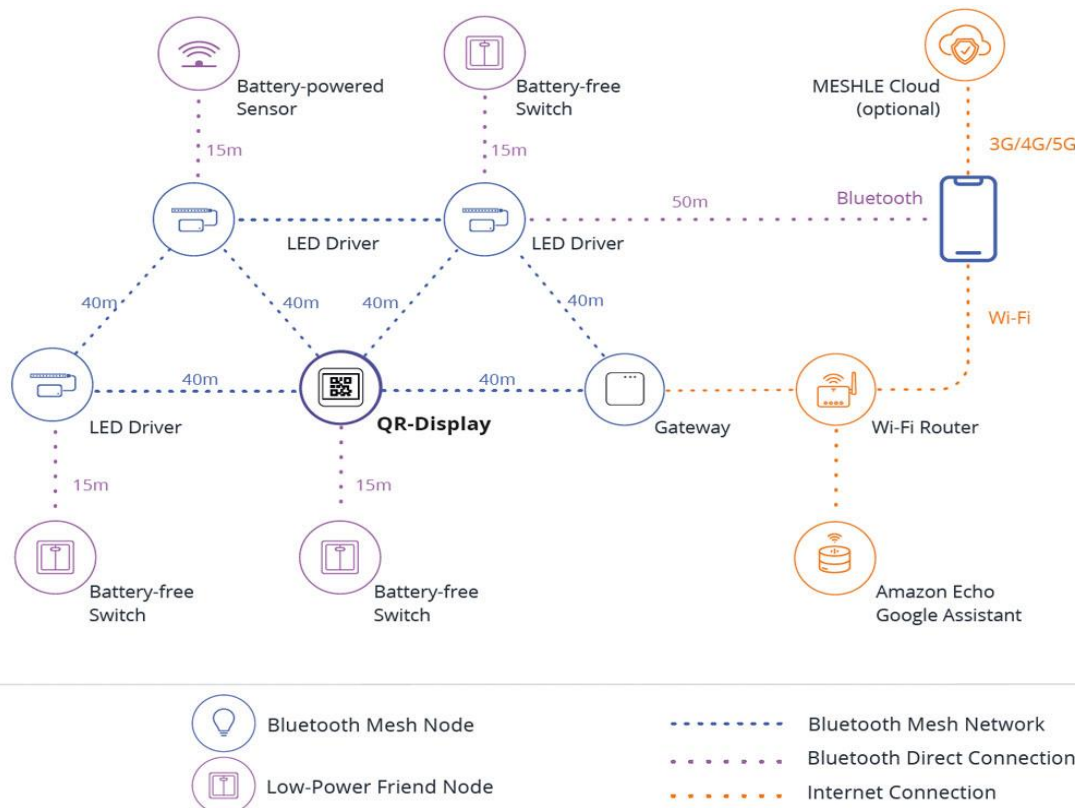 Battery-powered
Sensor
Battery-free
Switch
MESHLE Cloud
(optional)
15m
15m
3G/4G/5G
50m
Bluetooth
LED Driver
LED Driver
40m
40m
40m
40m
Wi-Fi
40m
40m
LED Driver
QR-Display
Gateway
Wi-Fi Router
15m
15m
Battery-free
Switch
Battery-free
Switch
Amazon Echo
Google Assistant
Bluetooth Mesh Node
Bluetooth Mesh Network
Bluetooth Direct Connection
Low-Power Friend Node
Internet Connection